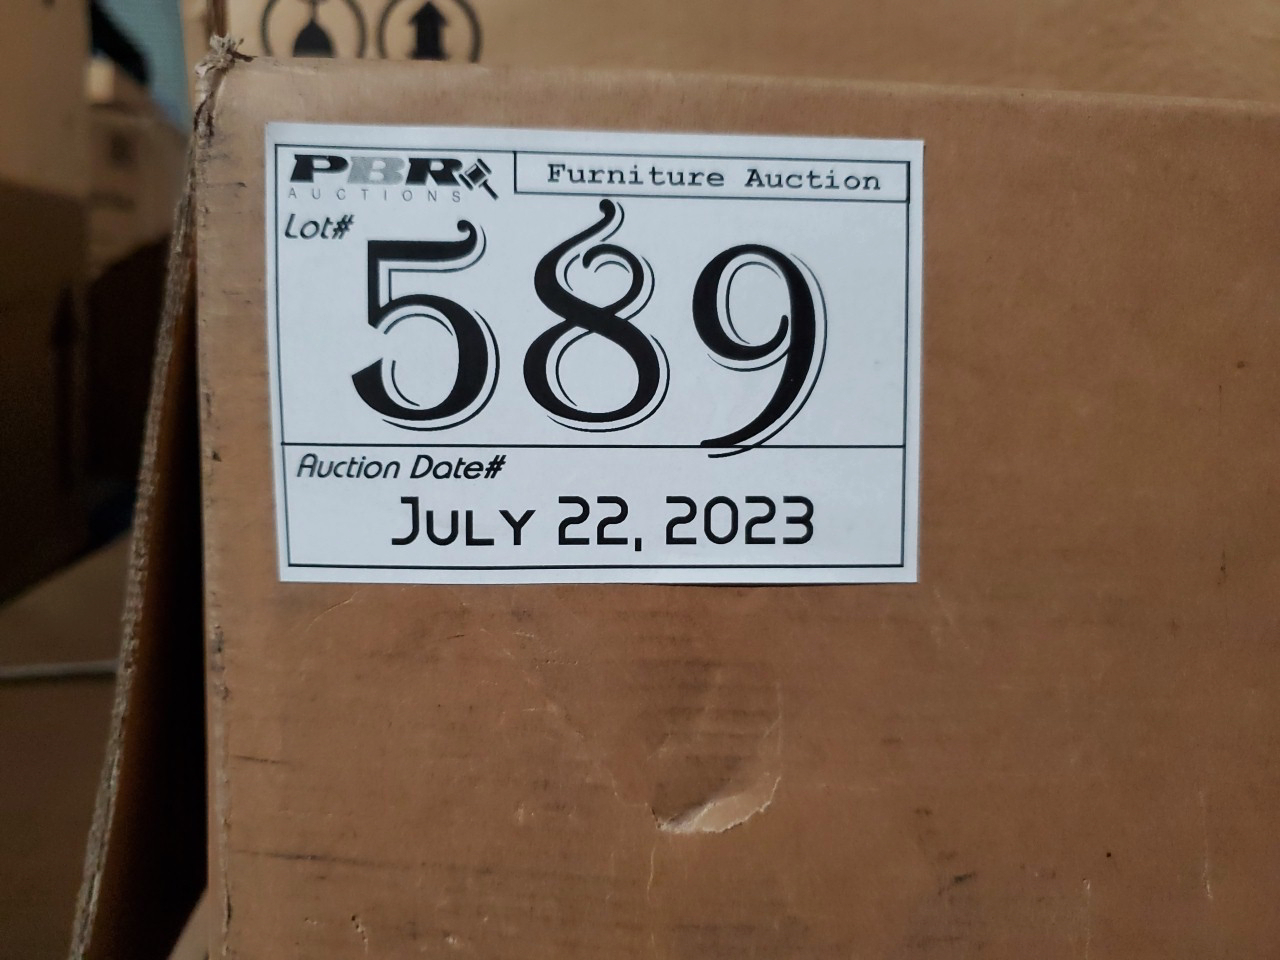 PBR
AUCTIONS
Furniture Auction
Lot#
589
Auction Date#
July 22, 2023